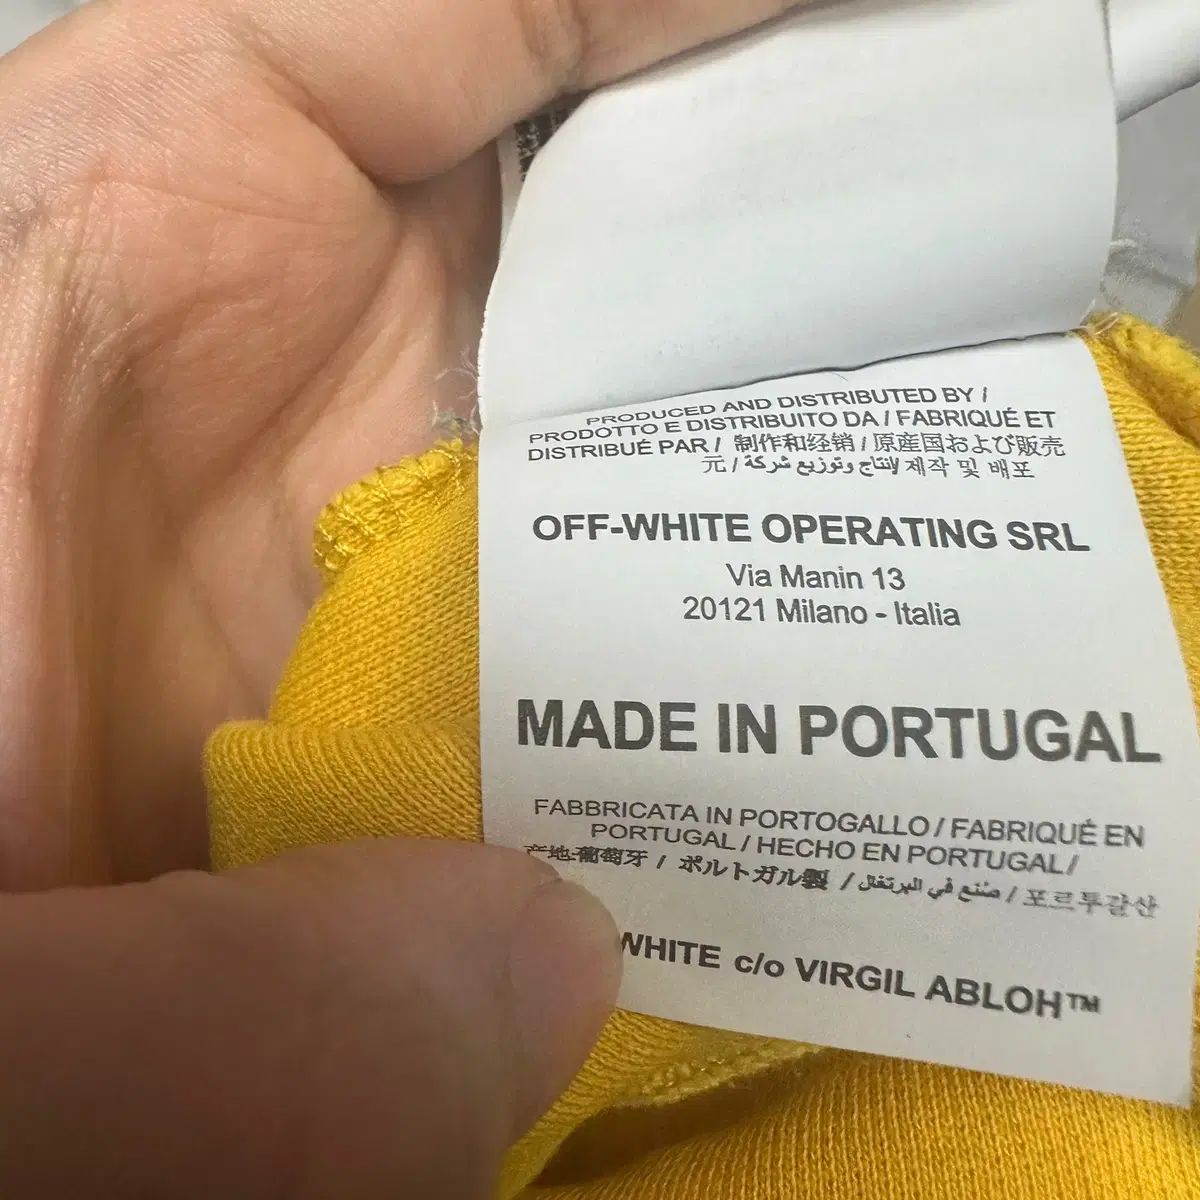 PRODUCED AND DISTRIBUTED BY /
PRODOTTO E DISTRIBUITO DA / FABRIQUÉ ET
DISTRIBUÉ PAR / 制作和经销 / 原産国および販売
元 / لإنتاج وتوزيع شركة / 제작 및 배포
OFF-WHITE OPERATING SRL
Via Manin 13
20121 Milano - Italia
MADE IN PORTUGAL
FABBRICATA IN PORTOGALLO / FABRIQUÉ EN
PORTUGAL / HECHO EN PORTUGAL /
产地:葡萄牙 / ポルトガル製 / صُنع في البرتغال / 포르투갈산
WHITE c/o VIRGIL ABLOH™